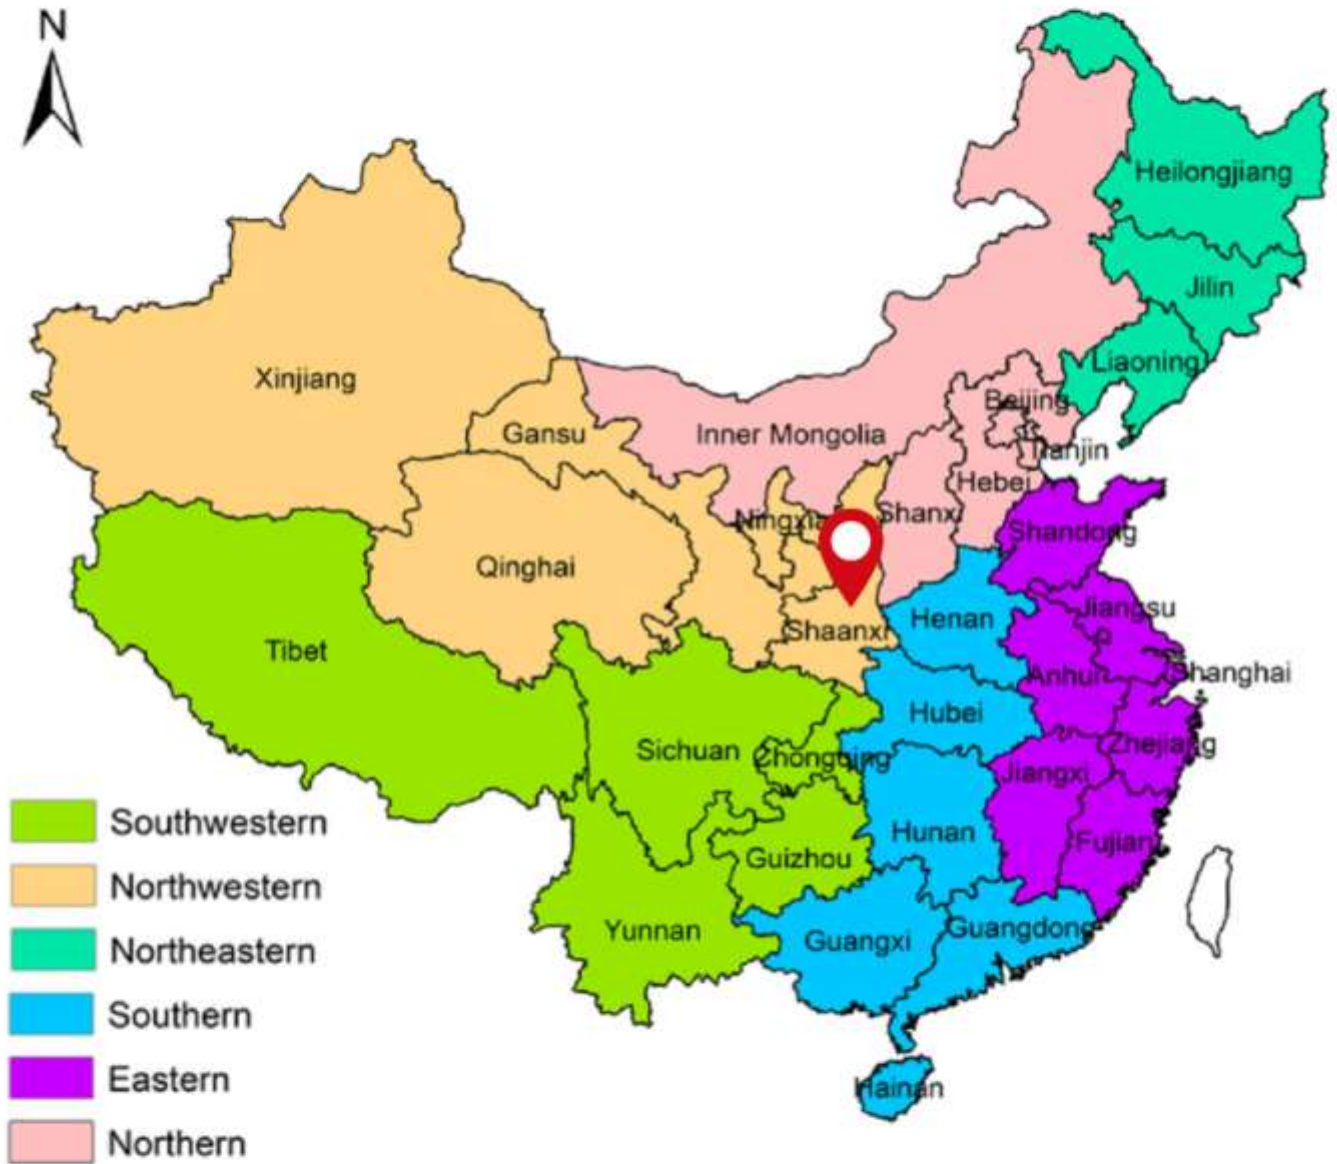 N
Heilongjiang
Jilin
Liaoning
Xinjiang
Beijing
Gansu
Inner Mongolia
Tianjin
Hebei
Ningxia
Shanxi
Shandong
Qinghai
Henan
Jiangsu
Shaanxi
Tibet
Anhui
Shanghai
Hubei
Sichuan
Chongqing
Zhejiang
Jiangxi
Southwestern
Hunan
Fujian
Guizhou
Northwestern
Yunnan
Guangxi
Guangdong
Northeastern
Southern
Eastern
Hainan
Northern